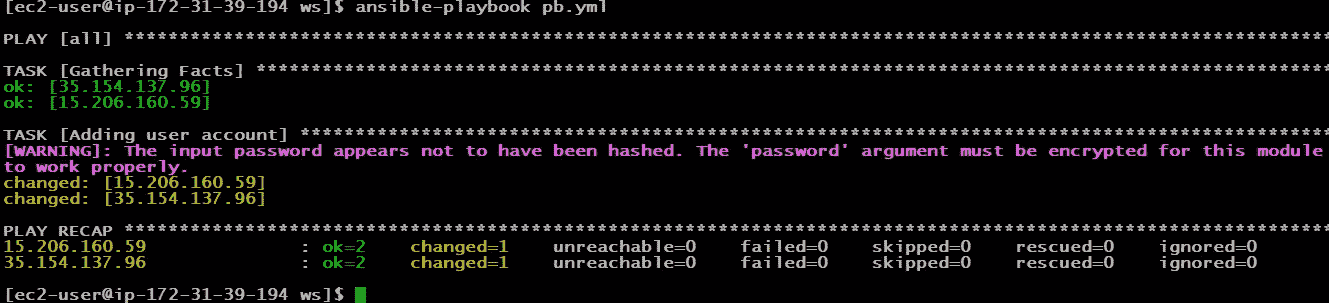 [ec2-user@ip-172-31-39-194 ws]$ ansible-playbook pb.yml
PLAY [all] ******************************************************************************************************************
TASK [Gathering Facts] ******************************************************************************************************
ok: [35.154.137.96]
ok: [15.206.160.59]
TASK [Adding user account] **************************************************************************************************
[WARNING]: The input password appears not to have been hashed. The 'password' argument must be encrypted for this module
to work properly.
changed: [15.206.160.59]
changed: [35.154.137.96]
PLAY RECAP ******************************************************************************************************************
15.206.160.59              : ok=2    changed=1    unreachable=0    failed=0    skipped=0    rescued=0    ignored=0
35.154.137.96              : ok=2    changed=1    unreachable=0    failed=0    skipped=0    rescued=0    ignored=0
[ec2-user@ip-172-31-39-194 ws]$